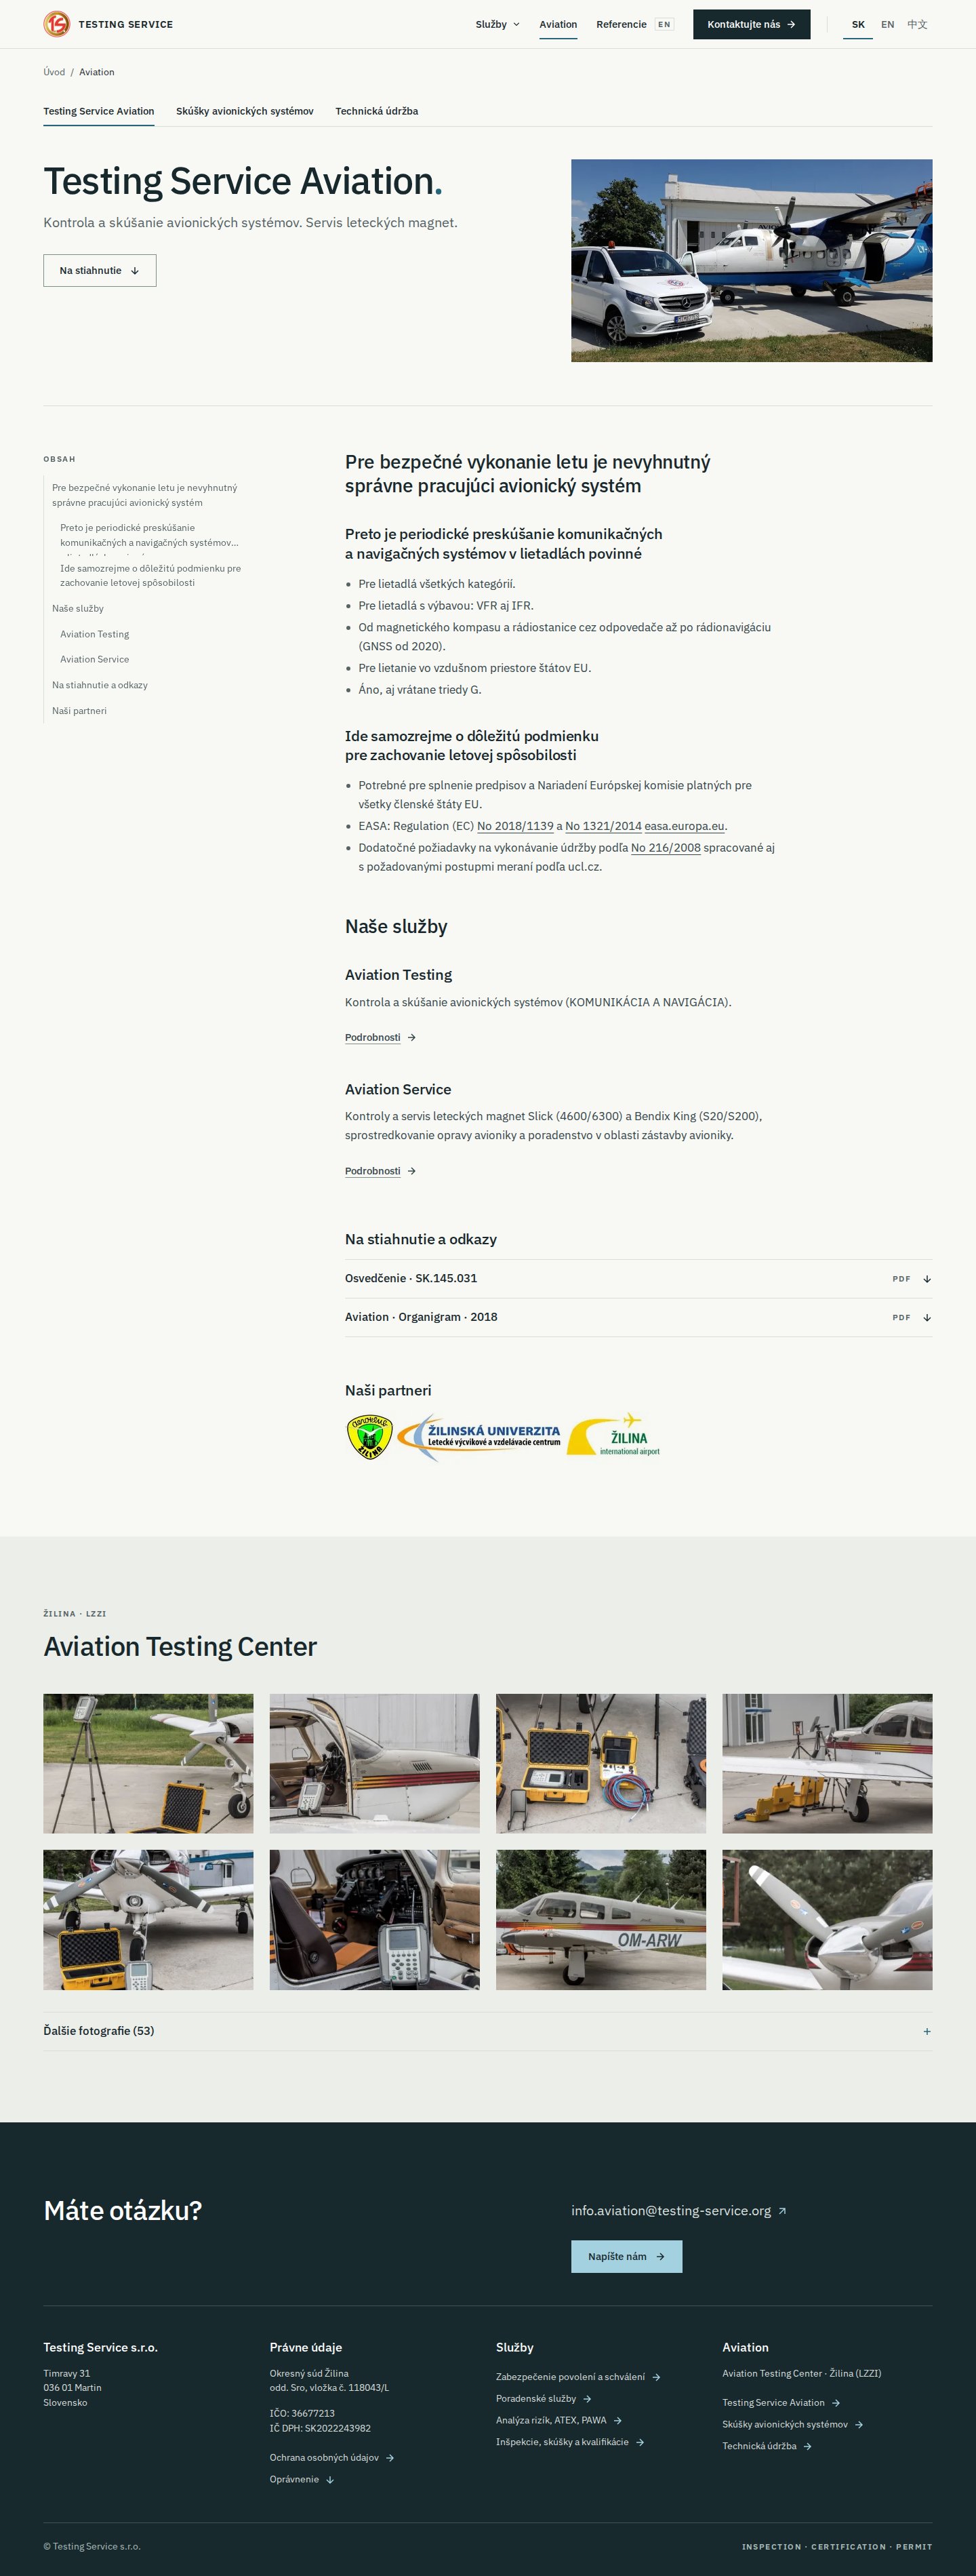 TESTING SERVICE
Služby
Aviation
Referencie EN
Kontaktujte nás →
SK EN 中文
Úvod / Aviation
Testing Service Aviation
Skúšky avionických systémov
Technická údržba
Testing Service Aviation.
Kontrola a skúšanie avionických systémov. Servis leteckých magnet.
Na stiahnutie ↓
OBSAH
Pre bezpečné vykonanie letu je nevyhnutný
správne pracujúci avionický systém
Preto je periodické preskúšanie
komunikačných a navigačných systémov…
Ide samozrejme o dôležitú podmienku pre
zachovanie letovej spôsobilosti
Naše služby
Aviation Testing
Aviation Service
Na stiahnutie a odkazy
Naši partneri
Pre bezpečné vykonanie letu je nevyhnutný
správne pracujúci avionický systém
Preto je periodické preskúšanie komunikačných
a navigačných systémov v lietadlách povinné
• Pre lietadlá všetkých kategórií.
• Pre lietadlá s výbavou: VFR aj IFR.
• Od magnetického kompasu a rádiostanice cez odpovedače až po rádionavigáciu
(GNSS od 2020).
• Pre lietanie vo vzdušnom priestore štátov EU.
• Áno, aj vrátane triedy G.
Ide samozrejme o dôležitú podmienku
pre zachovanie letovej spôsobilosti
• Potrebné pre splnenie predpisov a Nariadení Európskej komisie platných pre
všetky členské štáty EU.
• EASA: Regulation (EC) No 2018/1139 a No 1321/2014 easa.europa.eu.
• Dodatočné požiadavky na vykonávanie údržby podľa No 216/2008 spracované aj
s požadovanými postupmi meraní podľa ucl.cz.
Naše služby
Aviation Testing
Kontrola a skúšanie avionických systémov (KOMUNIKÁCIA A NAVIGÁCIA).
Podrobnosti →
Aviation Service
Kontroly a servis leteckých magnet Slick (4600/6300) a Bendix King (S20/S200),
sprostredkovanie opravy avioniky a poradenstvo v oblasti zástavby avioniky.
Podrobnosti →
Na stiahnutie a odkazy
Osvedčenie · SK.145.031 PDF ↓
Aviation · Organigram · 2018 PDF ↓
Naši partneri
Aeroklub
ŽILINA
ŽILINSKÁ UNIVERZITA
Letecké výcvikové a vzdelávacie centrum
ŽILINA
international airport
ŽILINA · LZZI
Aviation Testing Center
OM-ARW
Ďalšie fotografie (53) +
Máte otázku?
info.aviation@testing-service.org ↗
Napíšte nám →
Testing Service s.r.o.
Timravy 31
036 01 Martin
Slovensko
Právne údaje
Okresný súd Žilina
odd. Sro, vložka č. 118043/L
IČO: 36677213
IČ DPH: SK2022243982
Ochrana osobných údajov →
Oprávnenie ↓
Služby
Zabezpečenie povolení a schválení →
Poradenské služby →
Analýza rizík, ATEX, PAWA →
Inšpekcie, skúšky a kvalifikácie →
Aviation
Aviation Testing Center · Žilina (LZZI)
Testing Service Aviation →
Skúšky avionických systémov →
Technická údržba →
© Testing Service s.r.o.
INSPECTION · CERTIFICATION · PERMIT